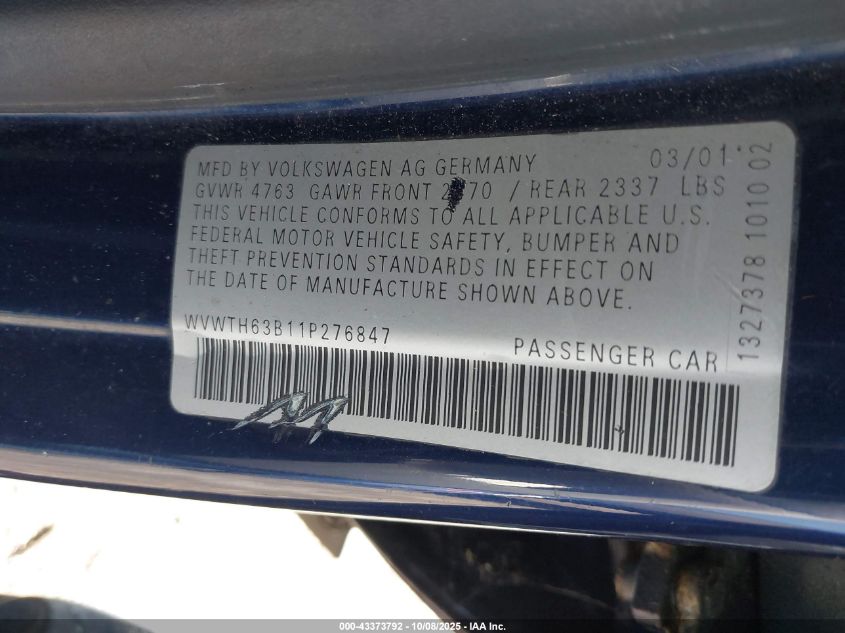 MFD BY VOLKSWAGEN AG GERMANY 03/01
GVWR 4763 GAWR FRONT / REAR 2337 LBS
THIS VEHICLE CONFORMS TO ALL APPLICABLE U.S.
FEDERAL MOTOR VEHICLE SAFETY, BUMPER AND
THEFT PREVENTION STANDARDS IN EFFECT ON
THE DATE OF MANUFACTURE SHOWN ABOVE.
WVWTH63B11P276847
PASSENGER CAR
1327378 1010 02
000-43373792 - 10/08/2025 - VW US, Inc.